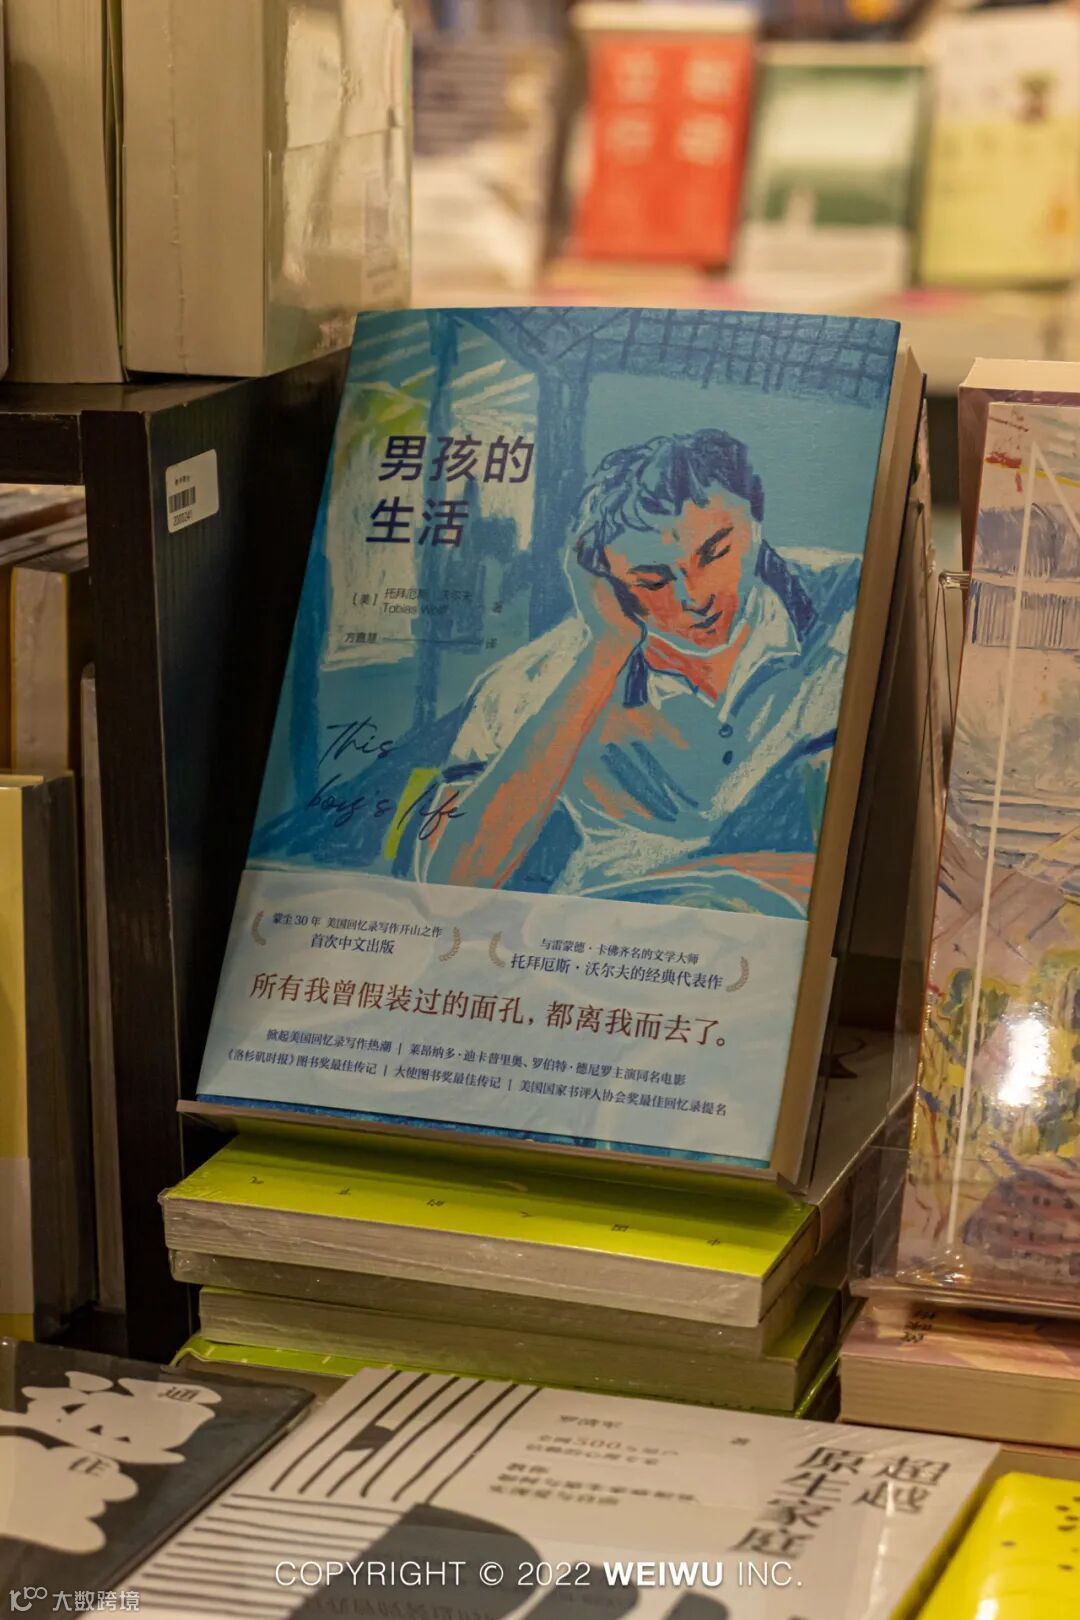 男孩的
生活
［美］托拜厄斯·沃尔夫
Tobias Wolff 著
方嘉慧 译
This
boy's life
蒙尘30年 美国回忆录写作开山之作
首次中文出版
与雷蒙德·卡佛齐名的文学大师
托拜厄斯·沃尔夫的经典代表作
所有我曾假装过的面孔，都离我而去了。
掀起美国回忆录写作热潮｜莱昂纳多·迪卡普里奥、罗伯特·德尼罗主演同名电影
《洛杉矶时报》图书奖最佳传记｜大使图书奖最佳传记｜美国国家书评人协会奖最佳回忆录提名
超越
原生家庭
COPYRIGHT © 2022 WEIWU INC.
大数跨境